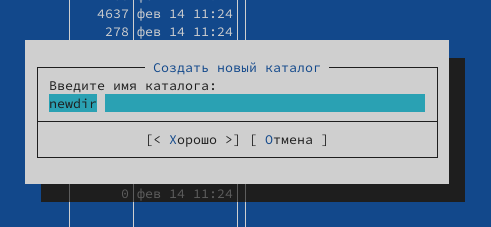 4637 фев 14 11:24
278 фев 14 11:24
Создать новый каталог
Введите имя каталога:
newdir
[< Хорошо >] [ Отмена ]
0 фев 14 11:24